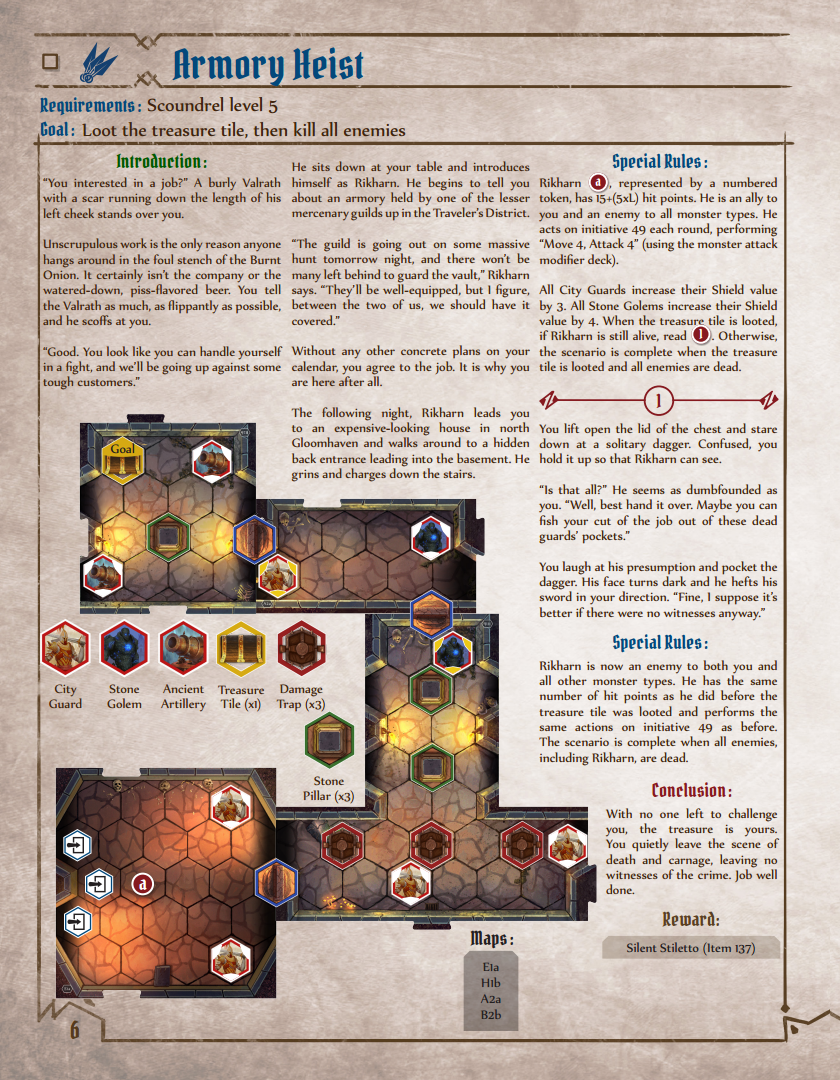 Armory Heist
Requirements: Scoundrel level 5
Goal: Loot the treasure tile, then kill all enemies
Introduction:
“You interested in a job?” A burly Valrath
with a scar running down the length of his
left cheek stands over you.
Unscrupulous work is the only reason anyone
hangs around in the foul stench of the Burnt
Onion. It certainly isn’t the company or the
watered-down, piss-flavored beer. You tell
the Valrath as much, as flippantly as possible,
and he scoffs at you.
“Good. You look like you can handle yourself
in a fight, and we’ll be going up against some
tough customers.”
He sits down at your table and introduces
himself as Rikharn. He begins to tell you
about an armory held by one of the lesser
mercenary guilds up in the Traveler’s District.
“The guild is going out on some massive
hunt tomorrow night, and there won’t be
many left behind to guard the vault,” Rikharn
says. “They’ll be well-equipped, but I figure,
between the two of us, we should have it
covered.”
Without any other concrete plans on your
calendar, you agree to the job. It is why you
are here after all.
The following night, Rikharn leads you
to an expensive-looking house in north
Gloomhaven and walks around to a hidden
back entrance leading into the basement. He
grins and charges down the stairs.
Special Rules:
Rikharn a, represented by a numbered
token, has 15+(5xL) hit points. He is an ally to
you and an enemy to all monster types. He
acts on initiative 49 each round, performing
“Move 4, Attack 4” (using the monster attack
modifier deck).
All City Guards increase their Shield value
by 3. All Stone Golems increase their Shield
value by 4. When the treasure tile is looted,
if Rikharn is still alive, read 1. Otherwise,
the scenario is complete when the treasure
tile is looted and all enemies are dead.
1
You lift open the lid of the chest and stare
down at a solitary dagger. Confused, you
hold it up so that Rikharn can see.
“Is that all?” He seems as dumbfounded as
you. “Well, best hand it over. Maybe you can
fish your cut of the job out of these dead
guards’ pockets.”
You laugh at his presumption and pocket the
dagger. His face turns dark and he hefts his
sword in your direction. “Fine, I suppose it’s
better if there were no witnesses anyway.”
Special Rules:
Rikharn is now an enemy to both you and
all other monster types. He has the same
number of hit points as he did before the
treasure tile was looted and performs the
same actions on initiative 49 as before.
The scenario is complete when all enemies,
including Rikharn, are dead.
Conclusion:
With no one left to challenge
you, the treasure is yours.
You quietly leave the scene of
death and carnage, leaving no
witnesses of the crime. Job well
done.
Reward:
Silent Stiletto (Item 137)
Goal
City
Guard
Stone
Golem
Ancient
Artillery
Treasure
Tile (x1)
Damage
Trap (x3)
Stone
Pillar (x3)
a
Maps:
E1a
H1b
A2a
B2b
6